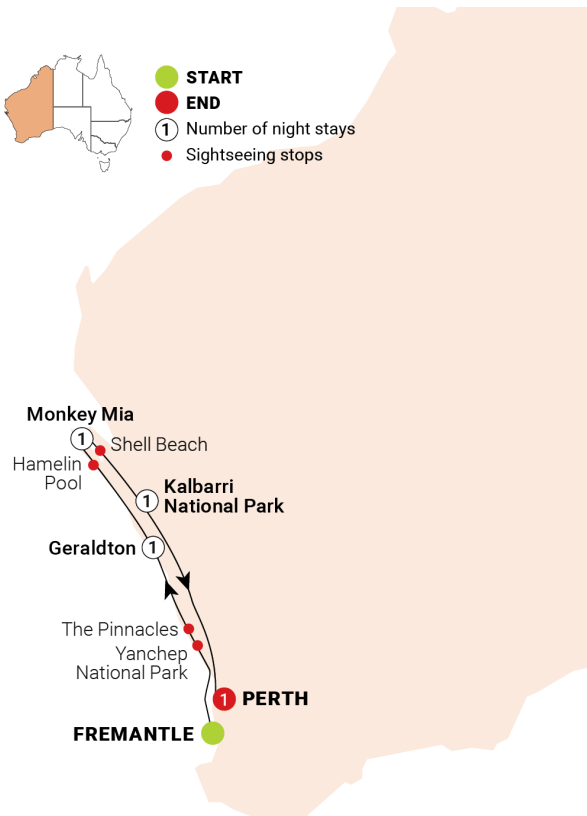 START
END
1 Number of night stays
Sightseeing stops
Monkey Mia
1
Shell Beach
Hamelin
Pool
1
Kalbarri
National Park
Geraldton 1
The Pinnacles
Yanchep
National Park
1 PERTH
FREMANTLE